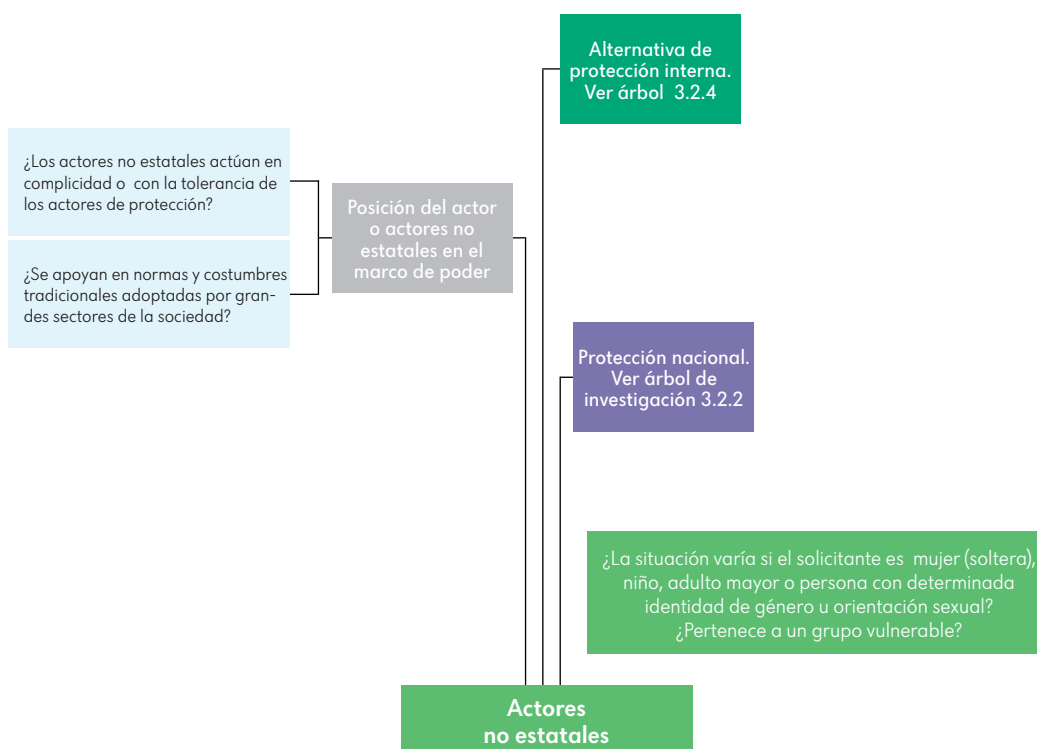 Alternativa de
protección interna.
Ver árbol 3.2.4
¿Los actores no estatales actúan en
complicidad o con la tolerancia de
los actores de protección?
Posición del actor
o actores no
estatales en el
marco de poder
¿Se apoyan en normas y costumbres
tradicionales adoptadas por gran-
des sectores de la sociedad?
Protección nacional.
Ver árbol de
investigación 3.2.2
¿La situación varía si el solicitante es mujer (soltera),
niño, adulto mayor o persona con determinada
identidad de género u orientación sexual?
¿Pertenece a un grupo vulnerable?
Actores
no estatales